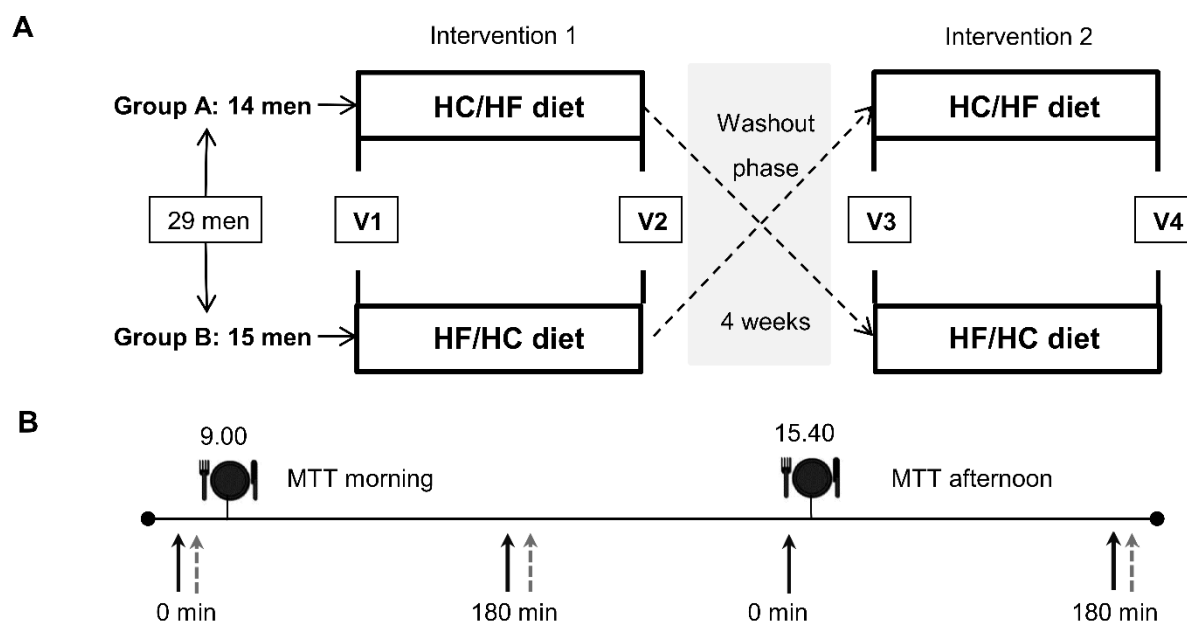 A
Intervention 1
Intervention 2
Group A: 14 men
HC/HF diet
Washout
phase
HC/HF diet
29 men
V1
V2
V3
V4
Group B: 15 men
HF/HC diet
4 weeks
HF/HC diet
B
9.00
15.40
MTT morning
MTT afternoon
0 min
180 min
0 min
180 min